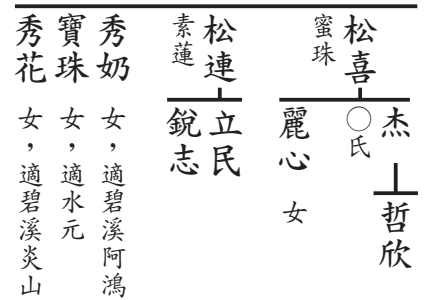 松喜
蜜珠
杰
○氏
哲欣
麗心 女
松連
素蓮
立民
銳志
秀奶 女，適碧溪阿鴻
寶珠 女，適水元
秀花 女，適碧溪炎山